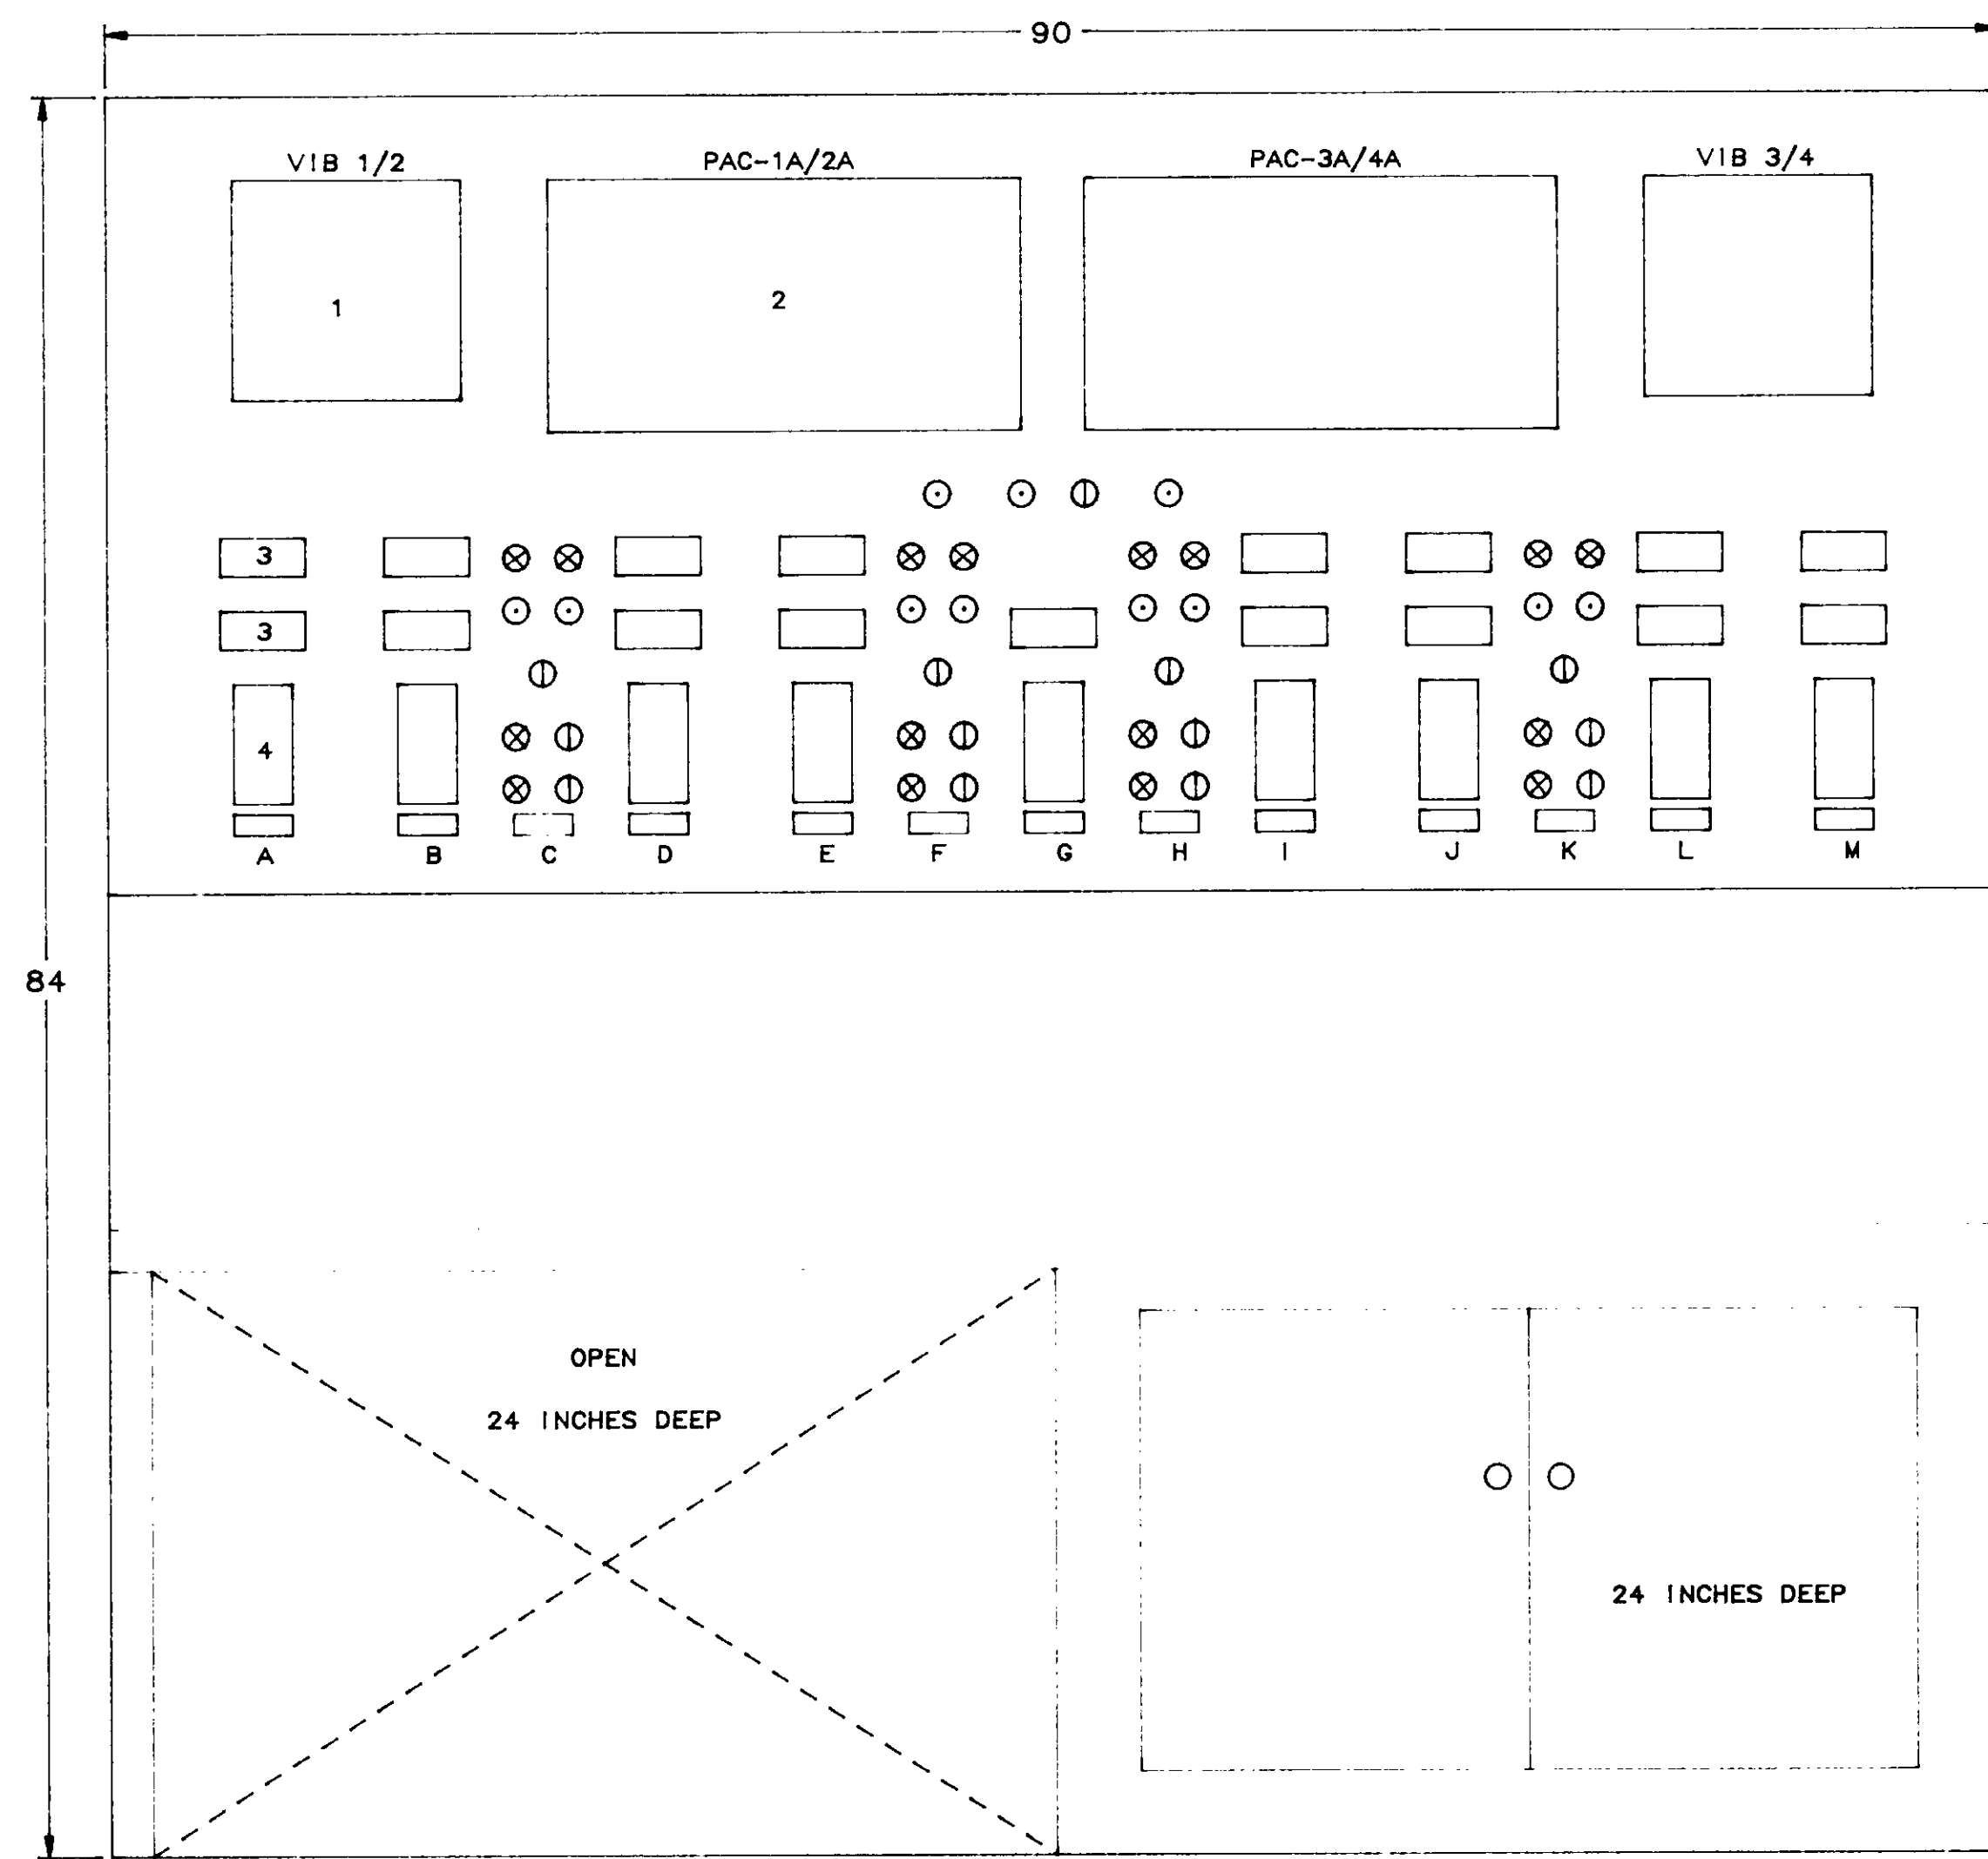 90
VIB 1/2 PAC-1A/2A PAC-3A/4A VIB 3/4
1 2
3
3
4
A B C D E F G H I J K L M
84
OPEN
24 INCHES DEEP
24 INCHES DEEP